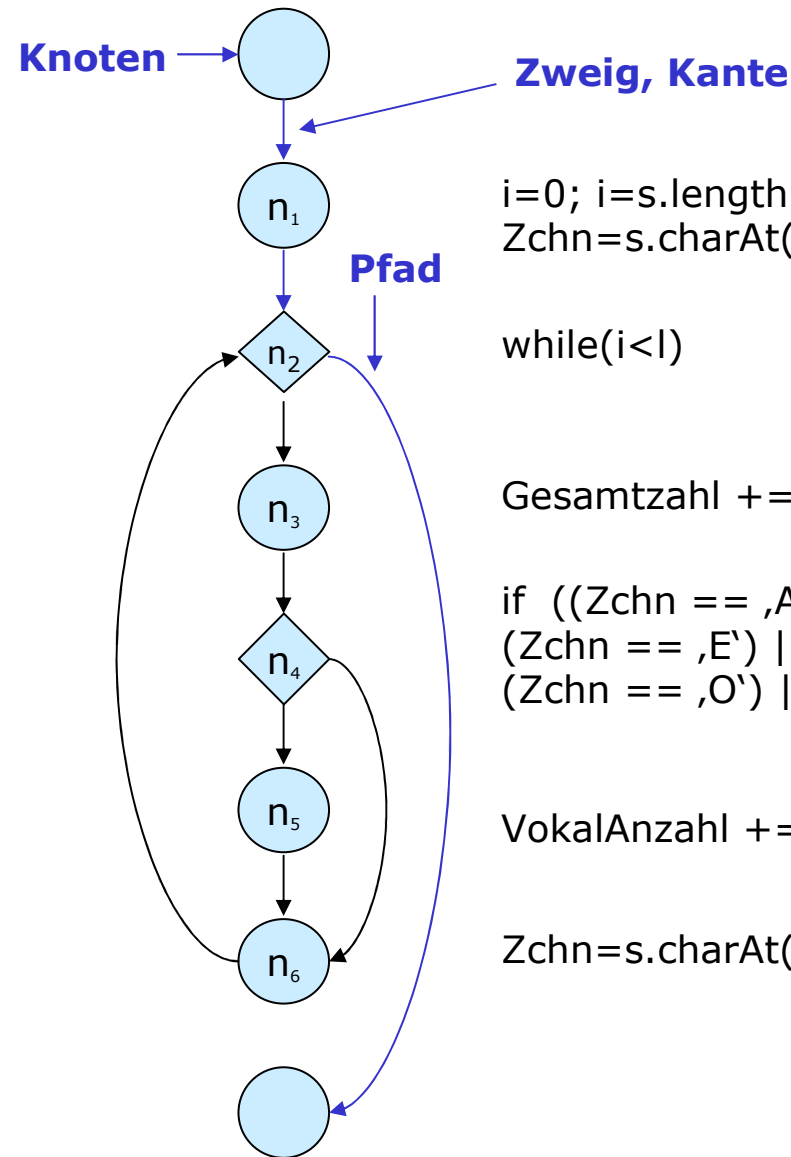 Knoten
Zweig, Kante
n₁
i=0; i=s.length
Zchn=s.charAt(
Pfad
n₂
while(i<l)
n₃
Gesamtzahl +=
n₄
if ((Zchn == ‚A
(Zchn == ‚E‘) |
(Zchn == ‚O‘) |
n₅
VokalAnzahl +=
n₆
Zchn=s.charAt(